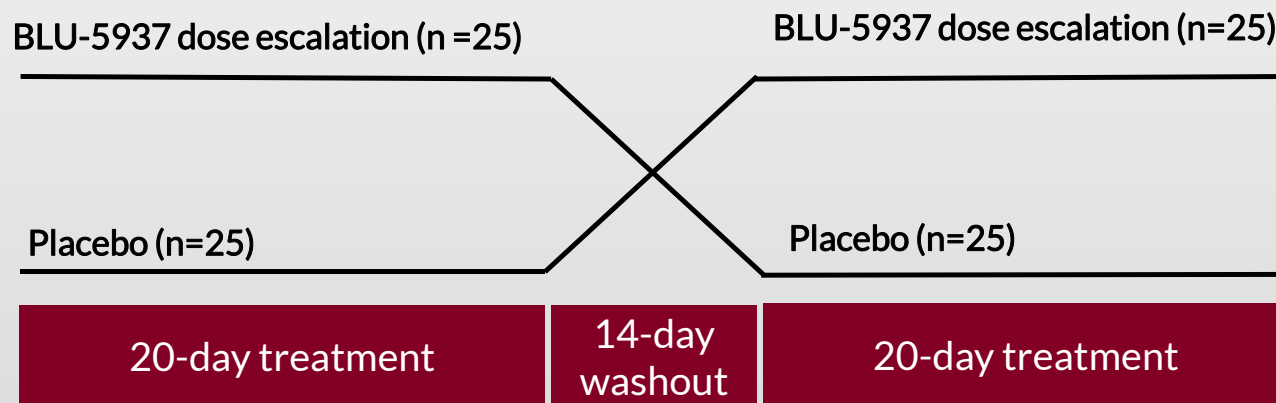 BLU-5937 dose escalation (n =25)
BLU-5937 dose escalation (n=25)
Placebo (n=25)
Placebo (n=25)
20-day treatment
14-day
washout
20-day treatment